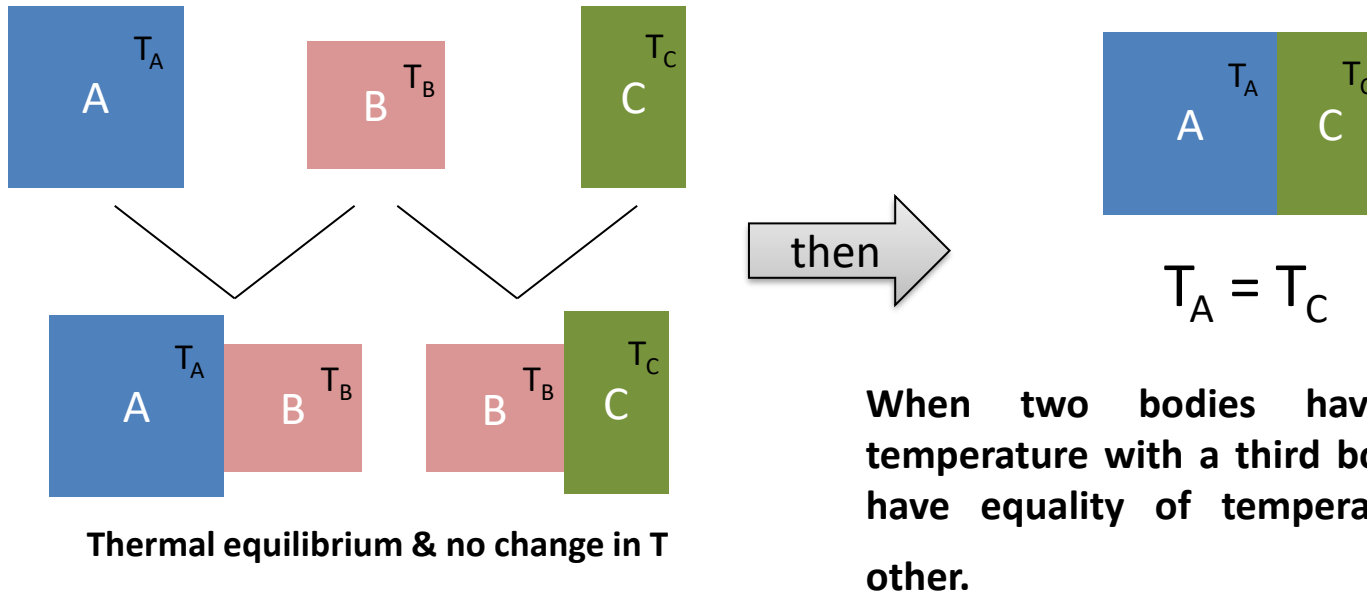 T_A
A
T_B
B
T_C
C
T_A
A
T_B
B
T_B
B
T_C
C
Thermal equilibrium & no change in T
then
T_A
A
C
T_A = T_C
When two bodies
temperature with a third
have equality of
other.